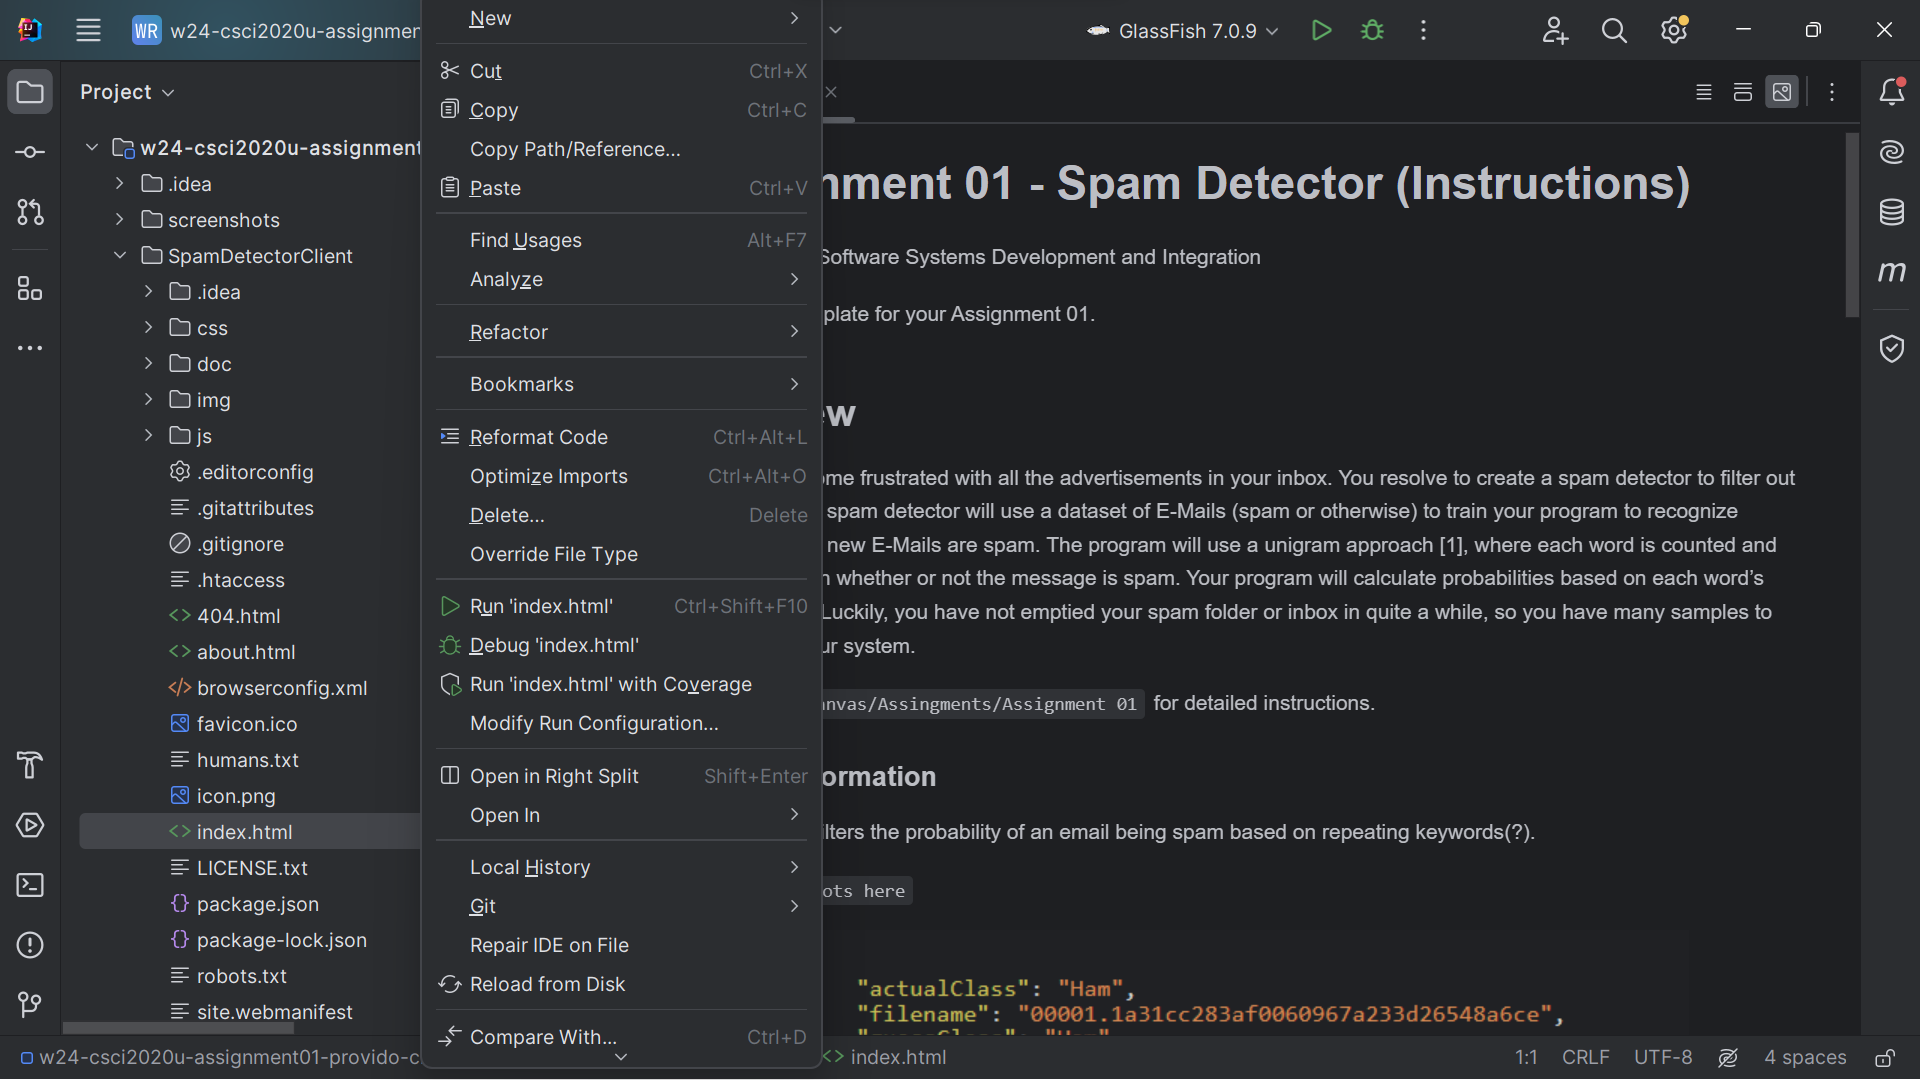 WR w24-csci2020u-assignmen
GlassFish 7.0.9
Project
w24-csci2020u-assignment
.idea
screenshots
SpamDetectorClient
.idea
css
doc
img
js
.editorconfig
.gitattributes
.gitignore
.htaccess
404.html
about.html
browserconfig.xml
favicon.ico
humans.txt
icon.png
index.html
LICENSE.txt
package.json
package-lock.json
robots.txt
site.webmanifest
New
Cut Ctrl+X
Copy Ctrl+C
Copy Path/Reference...
Paste Ctrl+V
Find Usages Alt+F7
Analyze
Refactor
Bookmarks
Reformat Code Ctrl+Alt+L
Optimize Imports Ctrl+Alt+O
Delete... Delete
Override File Type
Run 'index.html' Ctrl+Shift+F10
Debug 'index.html'
Run 'index.html' with Coverage
Modify Run Configuration...
Open in Right Split Shift+Enter
Open In
Local History
Git
Repair IDE on File
Reload from Disk
Compare With... Ctrl+D
nment 01 - Spam Detector (Instructions)
Software Systems Development and Integration
plate for your Assignment 01.
ew
ome frustrated with all the advertisements in your inbox. You resolve to create a spam detector to filter out
spam detector will use a dataset of E-Mails (spam or otherwise) to train your program to recognize
new E-Mails are spam. The program will use a unigram approach [1], where each word is counted and
n whether or not the message is spam. Your program will calculate probabilities based on each word's
Luckily, you have not emptied your spam folder or inbox in quite a while, so you have many samples to
ur system.
anvas/Assingments/Assignment 01 for detailed instructions.
ormation
ilters the probability of an email being spam based on repeating keywords(?).
ots here
"actualClass": "Ham",
"filename": "00001.1a31cc283af0060967a233d26548a6ce",
w24-csci2020u-assignment01-provido-c
index.html
1:1 CRLF UTF-8 4 spaces
m